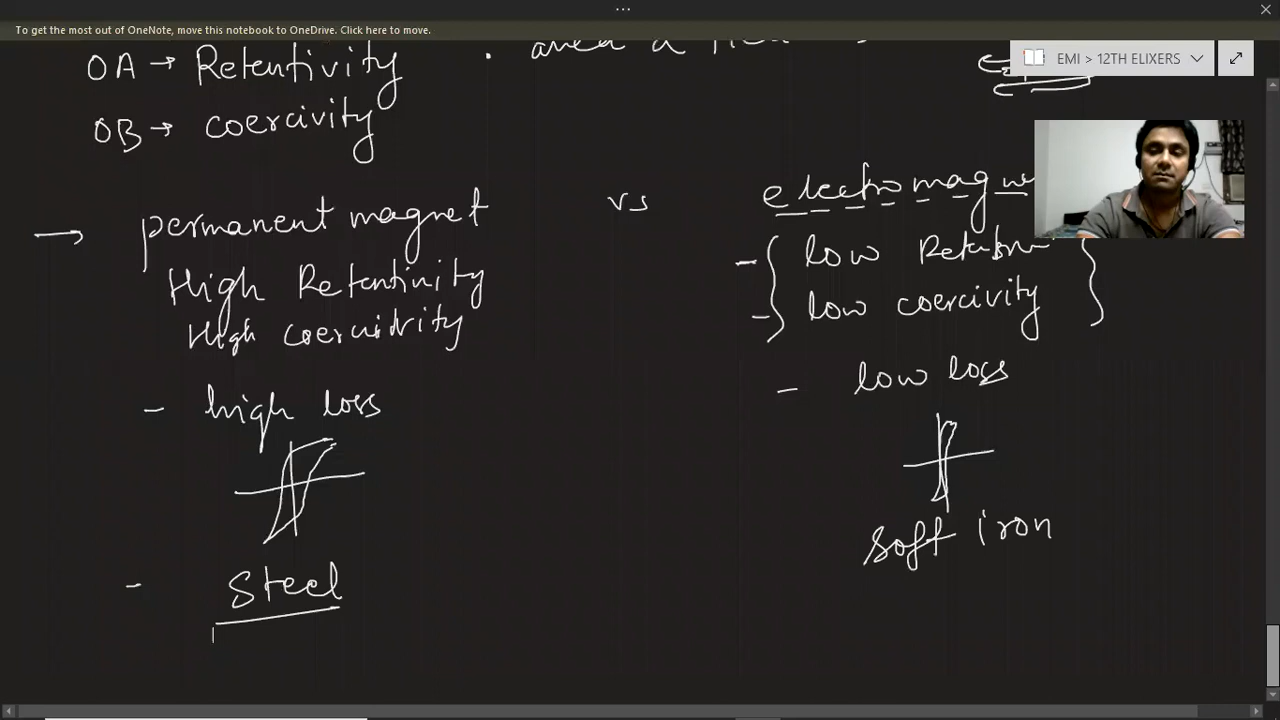 ...
To get the most out of OneNote, move this notebook to OneDrive. Click here to move.
EMI > 12TH ELIXERS
OA → Retentivity
OB → coercivity
→ permanent magnet vs electromagne
High Retentivity
low
High coercivity
low coercivity
- high loss
- low loss
- Steel
soft iron